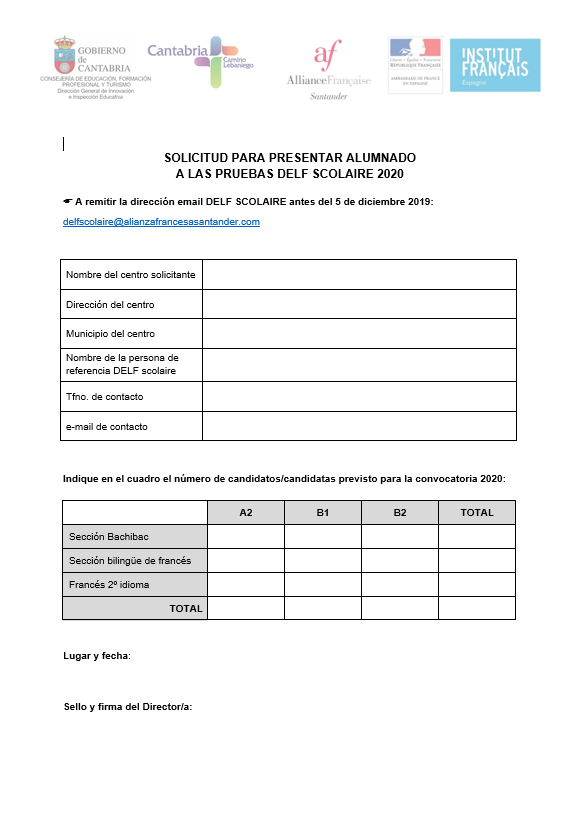 GOBIERNO
de
CANTABRIA
CONSEJERÍA DE EDUCACIÓN, FORMACIÓN
PROFESIONAL Y TURISMO
Dirección General de Innovación
e Inspección Educativa
Cantabria
Camino
Lebaniego
af
AllianceFrançaise
Santander
Liberté • Égalité • Fraternité
RÉPUBLIQUE FRANÇAISE
AMBASSADE DE FRANCE
EN ESPAGNE
INSTITUT
FRANÇAIS
Espagne
SOLICITUD PARA PRESENTAR ALUMNADO
A LAS PRUEBAS DELF SCOLAIRE 2020
☛ A remitir la dirección email DELF SCOLAIRE antes del 5 de diciembre 2019:
delfscolaire@alianzafrancesasantander.com
Nombre del centro solicitante
Dirección del centro
Municipio del centro
Nombre de la persona de
referencia DELF scolaire
Tfno. de contacto
e-mail de contacto
Indique en el cuadro el número de candidatos/candidatas previsto para la convocatoria 2020:
A2 B1 B2 TOTAL
Sección Bachibac
Sección bilingüe de francés
Francés 2º idioma
TOTAL
Lugar y fecha:
Sello y firma del Director/a: